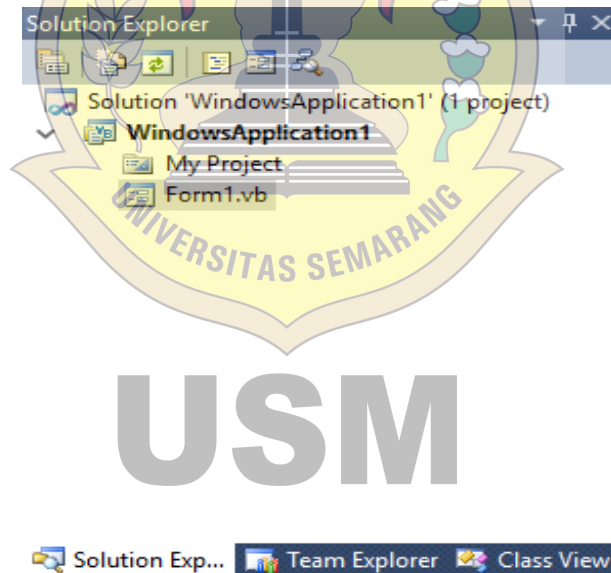 Solution Explorer
Solution 'WindowsApplication1' (1 project)
WindowsApplication1
My Project
Form1.vb
UNIVERSITAS SEMARANG
USM
Solution Exp... Team Explorer Class View